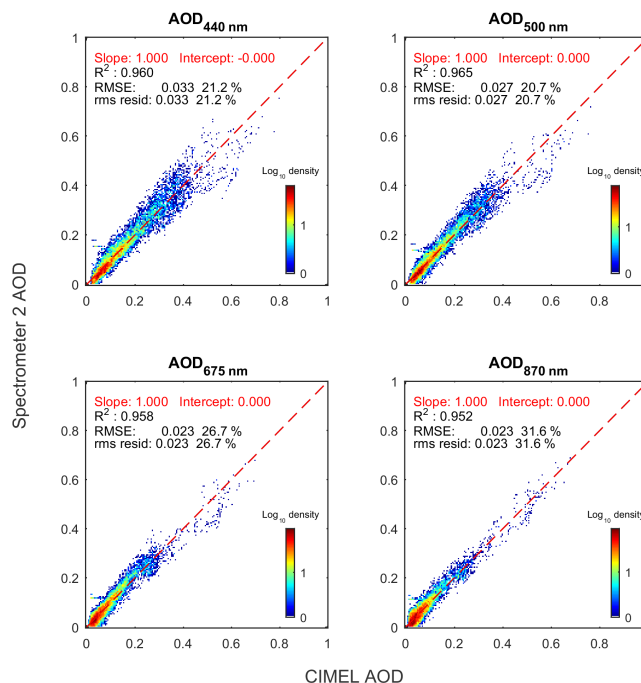 AOD440 nm
Slope: 1.000 Intercept: -0.000
R2 : 0.960
RMSE: 0.033 21.2 %
rms resid: 0.033 21.2 %
Log10 density
1
0
1
0.8
0.6
0.4
0.2
0
0 0.2 0.4 0.6 0.8 1
AOD500 nm
Slope: 1.000 Intercept: 0.000
R2 : 0.965
RMSE: 0.027 20.7 %
rms resid: 0.027 20.7 %
Log10 density
1
0
1
0.8
0.6
0.4
0.2
0
0 0.2 0.4 0.6 0.8
Spectrometer 2 AOD
AOD675 nm
Slope: 1.000 Intercept: 0.000
R2 : 0.958
RMSE: 0.023 26.7 %
rms resid: 0.023 26.7 %
Log10 density
1
0
1
0.8
0.6
0.4
0.2
0
0 0.2 0.4 0.6 0.8 1
AOD870 nm
Slope: 1.000 Intercept: 0.000
R2 : 0.952
RMSE: 0.023 31.6 %
rms resid: 0.023 31.6 %
Log10 density
1
0
1
0.8
0.6
0.4
0.2
0
0 0.2 0.4 0.6 0.8
CIMEL AOD